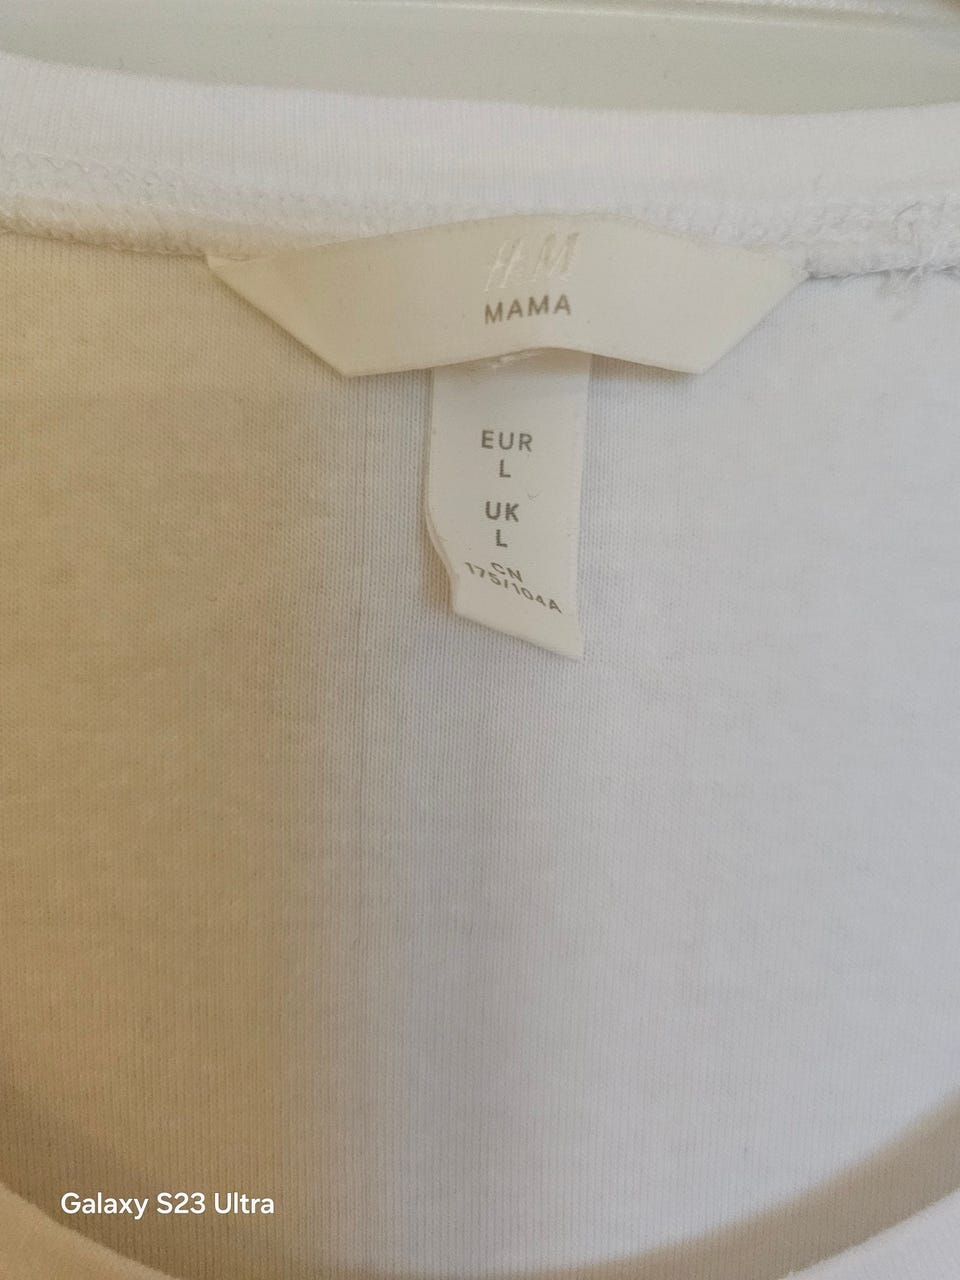 H&M
MAMA
EUR
L
UK
L
CN
175/104A
Galaxy S23 Ultra